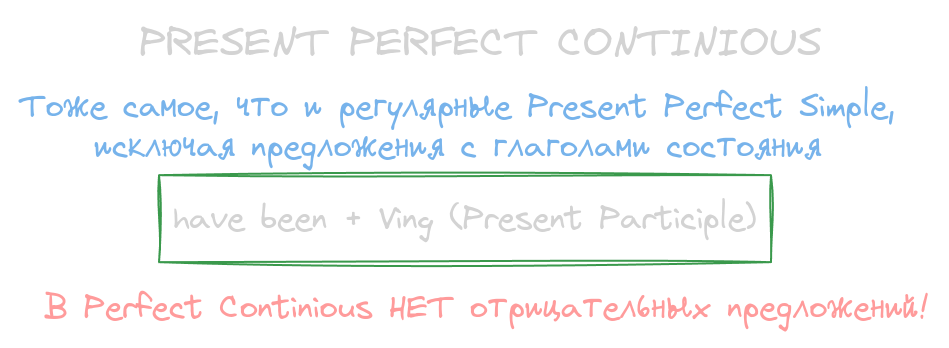 PRESENT PERFECT CONTINIOUS
Тоже самое, что и регулярные Present Perfect Simple,
исключая предложения с глаголами состояния
have been + Ving (Present Participle)
В Perfect Continious НЕТ отрицательных предложений!